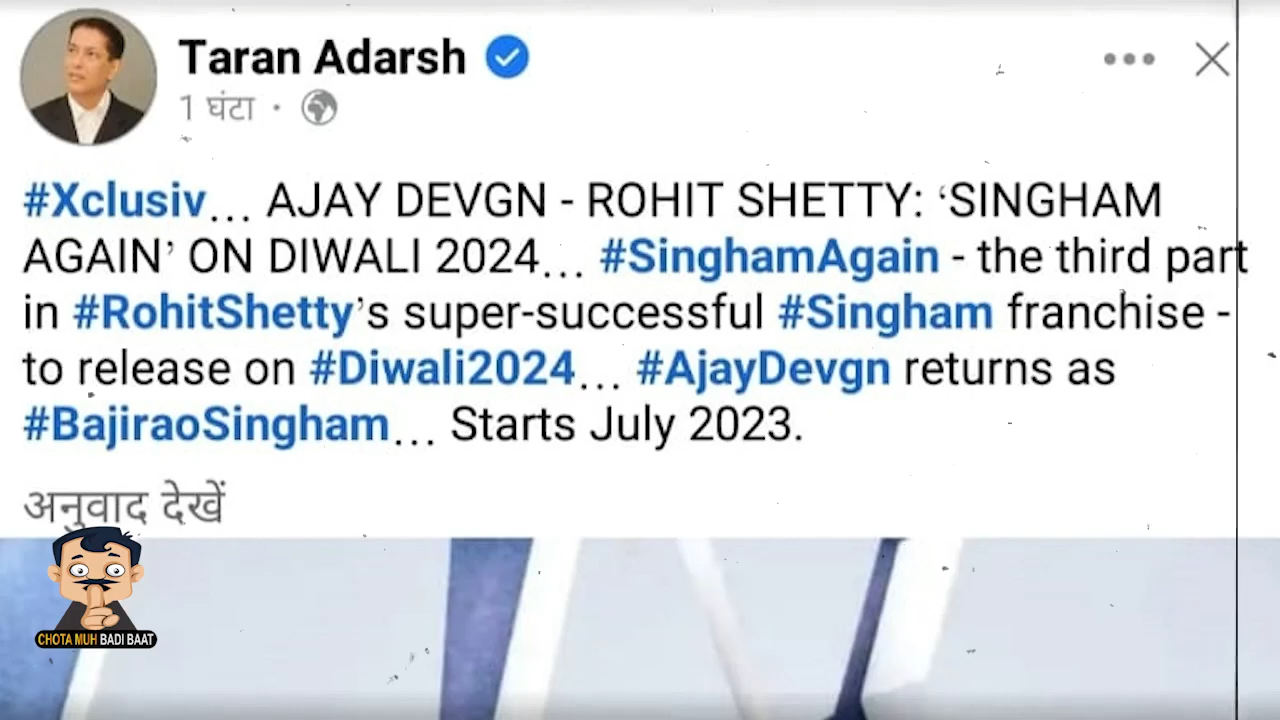 Taran Adarsh
1 घंटा ·
#Xclusiv... AJAY DEVGN - ROHIT SHETTY: ‘SINGHAM
AGAIN’ ON DIWALI 2024... #SinghamAgain - the third part
in #RohitShetty’s super-successful #Singham franchise -
to release on #Diwali2024... #AjayDevgn returns as
#BajiraoSingham... Starts July 2023.
अनुवाद देखें
CHOTA MUH BADI BAAT